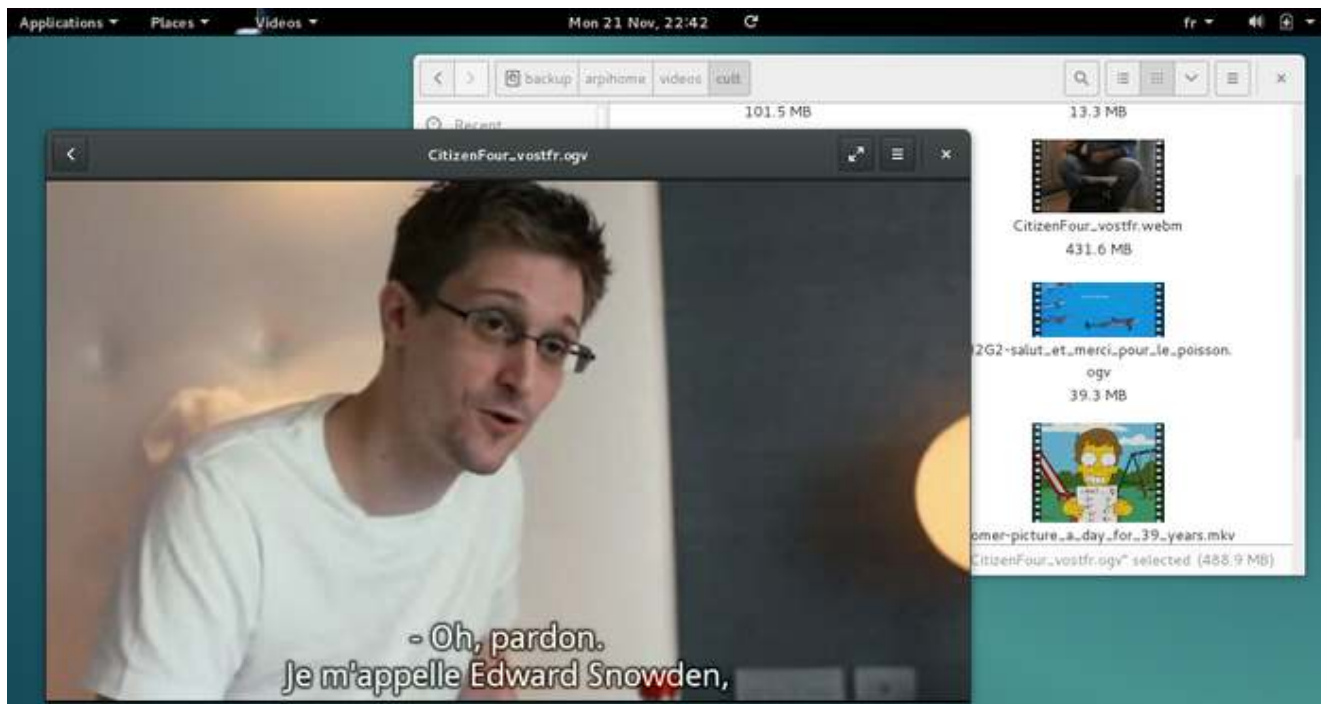 Applications Places Videos Mon 21 Nov, 22:42 fr
backup arpihome videos cult
Recent
101.5 MB 13.3 MB
CitizenFour_vostfr.ogv
CitizenFour_vostfr.webm
431.6 MB
2G2-salut_et_merci_pour_le_poisson.
ogv
39.3 MB
omer-picture_a_day_for_39_years.mkv
CitizenFour_vostfr.ogv" selected (488.9 MB)
- Oh, pardon.
Je m'appelle Edward Snowden,